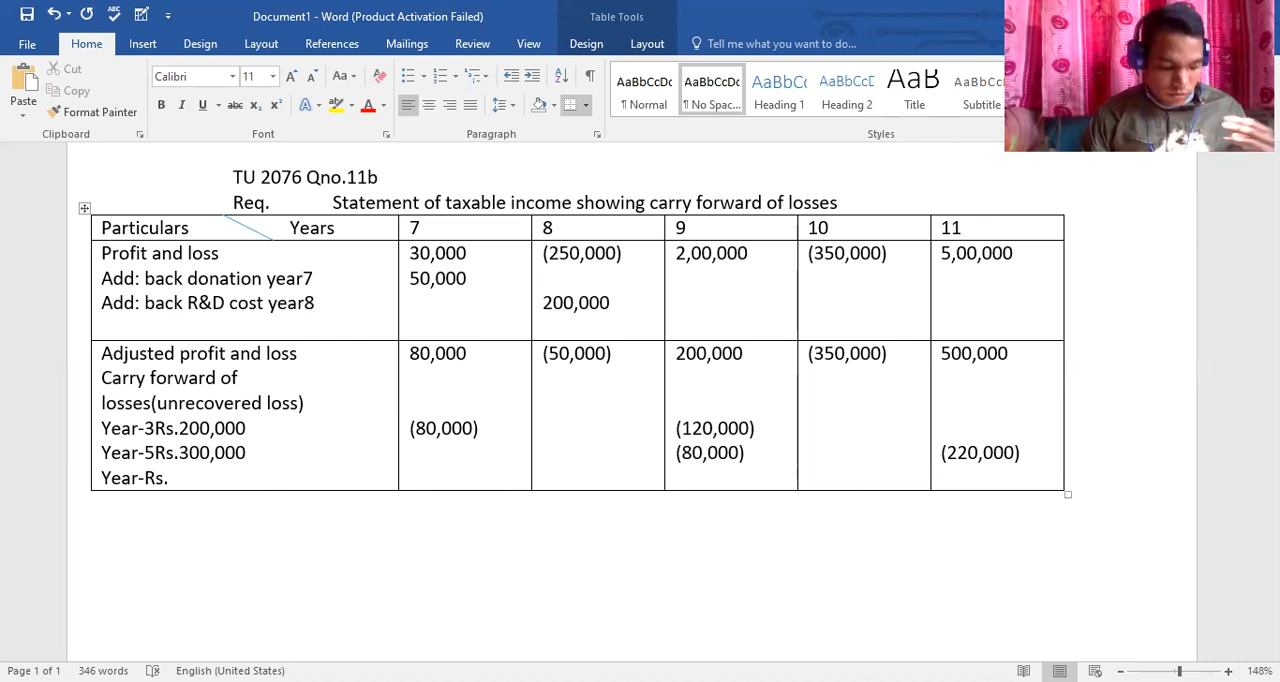 Document1 - Word (Product Activation Failed)
Table Tools
File Home Insert Design Layout References Mailings Review View Design Layout Tell me what you want to do...
Cut
Copy
Paste
Format Painter
Calibri 11
AaBbCcDc AaBbCcDc AaBbCc AaBbCcC AaB AaBbCcC
¶ Normal ¶ No Spac... Heading 1 Heading 2 Title Subtitle
Clipboard Font Paragraph Styles
TU 2076 Qno.11b
Req. Statement of taxable income showing carry forward of losses
Particulars Years 7 8 9 10 11
Profit and loss 30,000 (250,000) 2,00,000 (350,000) 5,00,000
Add: back donation year7 50,000
Add: back R&D cost year8 200,000
Adjusted profit and loss 80,000 (50,000) 200,000 (350,000) 500,000
Carry forward of
losses(unrecovered loss)
Year-3Rs.200,000 (80,000) (120,000)
Year-5Rs.300,000 (80,000) (220,000)
Year-Rs.
Page 1 of 1 346 words English (United States) 148%